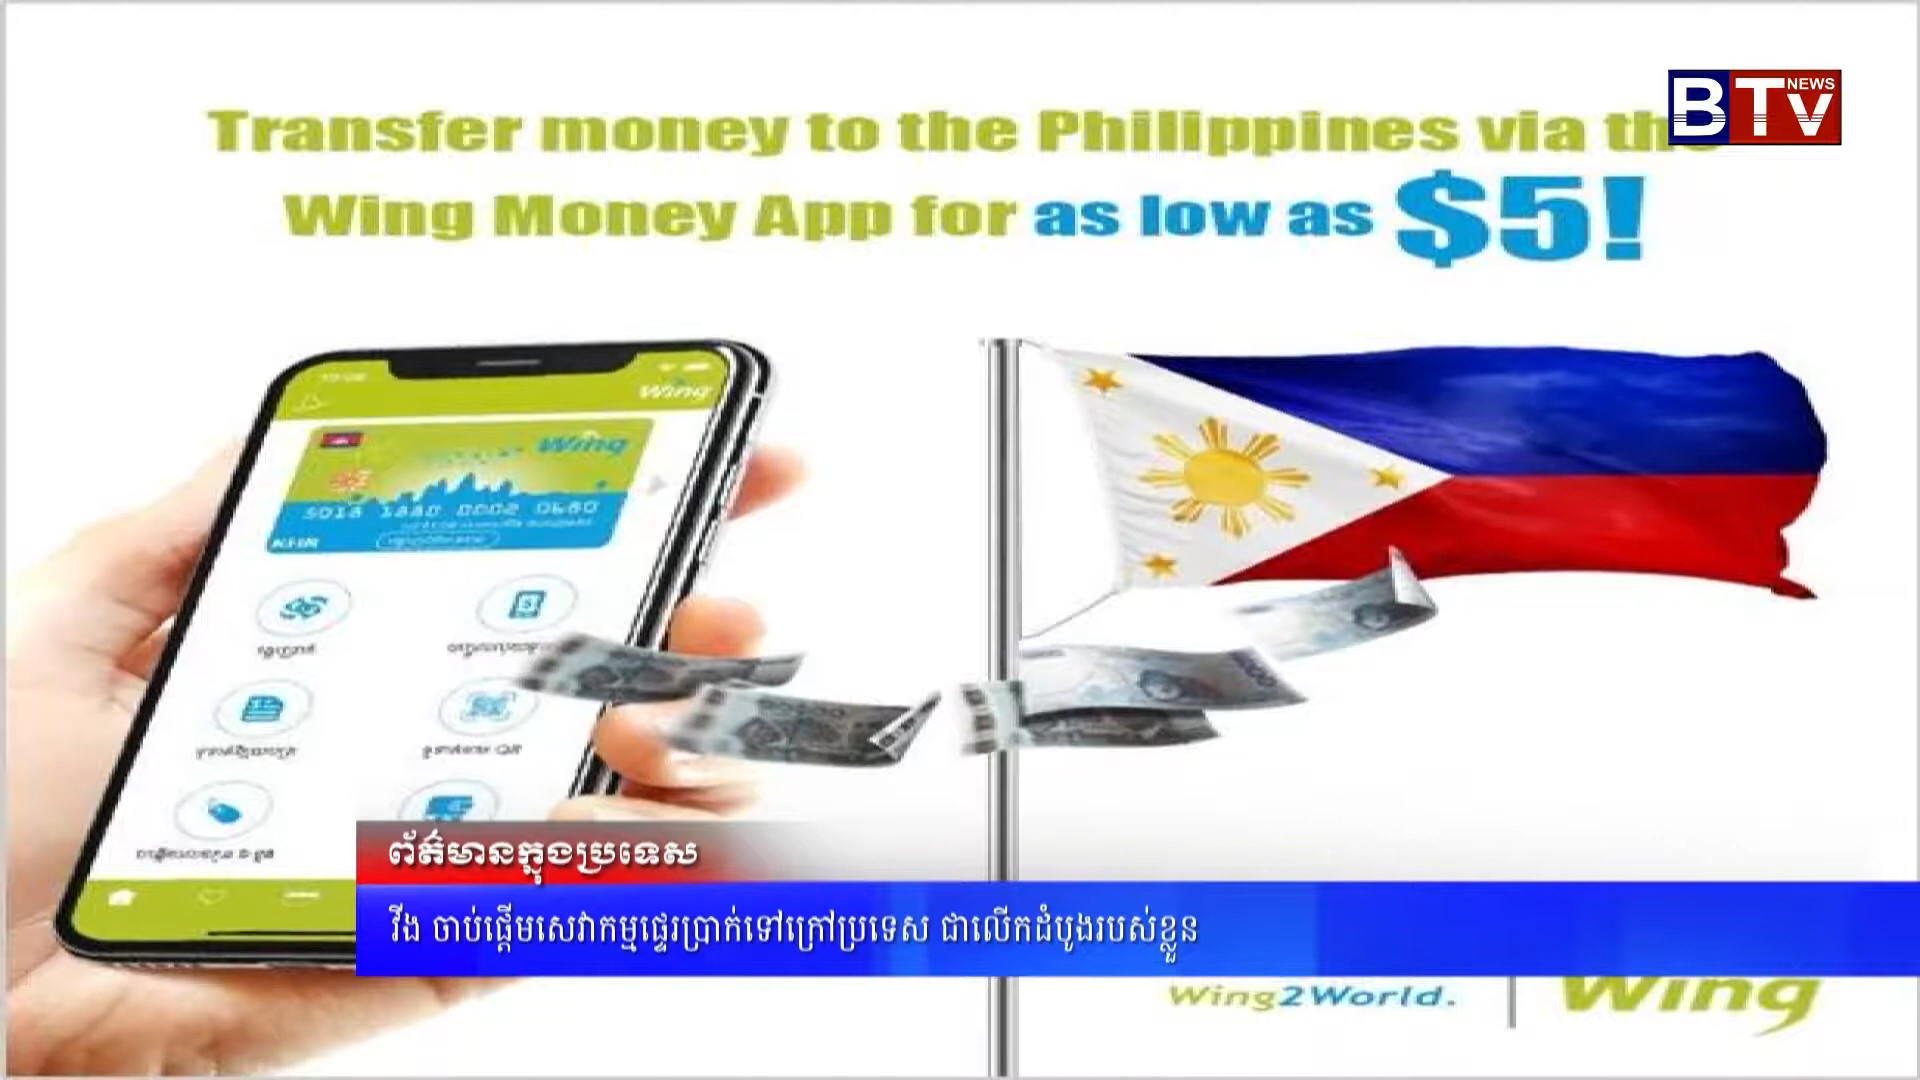 BTV NEWS
Transfer money to the Philippines via the
Wing Money App for as low as $5!
Wing
Wing
KHR
ព័ត៌មានក្នុងប្រទេស
វីង ចាប់ផ្តើមសេវាកម្មផ្ទេរប្រាក់ទៅក្រៅប្រទេស ជាលើកដំបូងរបស់ខ្លួន
Wing2World.
Wing